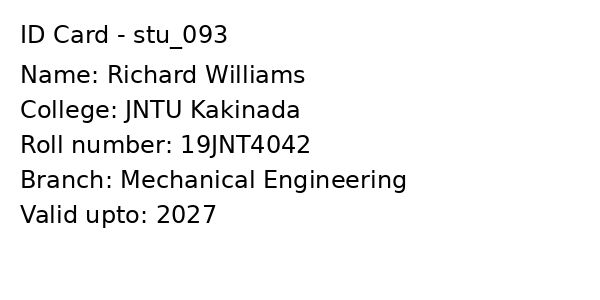 ID Card - stu_093
Name: Richard Williams
College: JNTU Kakinada
Roll number: 19JNT4042
Branch: Mechanical Engineering
Valid upto: 2027